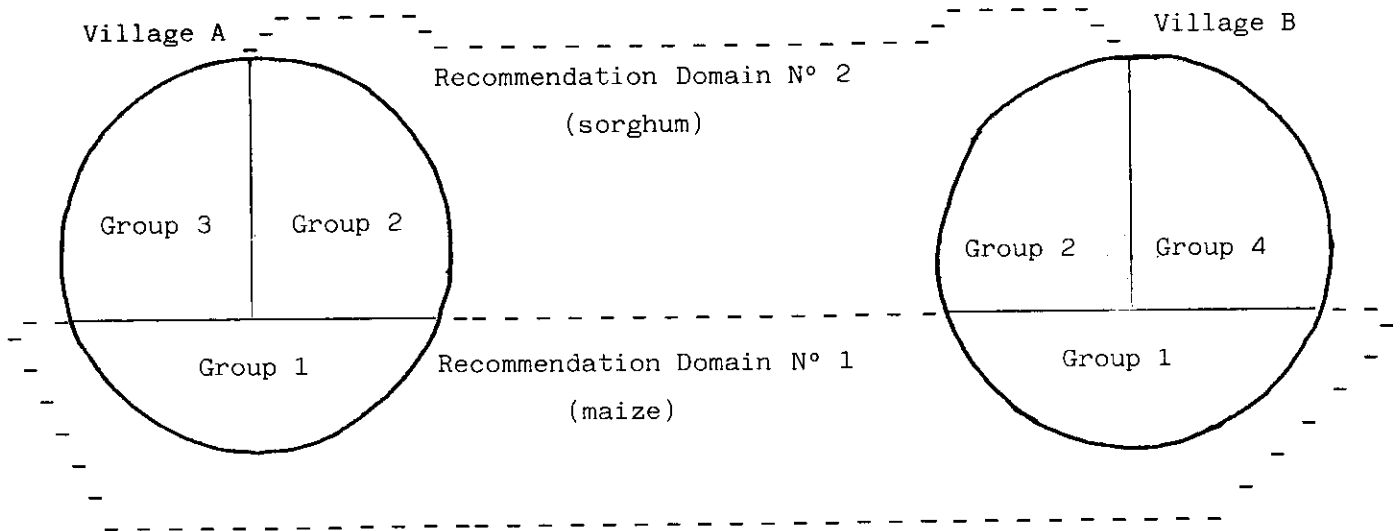 Village A
Village B
Recommendation Domain Nº 2
(sorghum)
Group 3
Group 2
Group 2
Group 4
Group 1
Recommendation Domain Nº 1
(maize)
Group 1